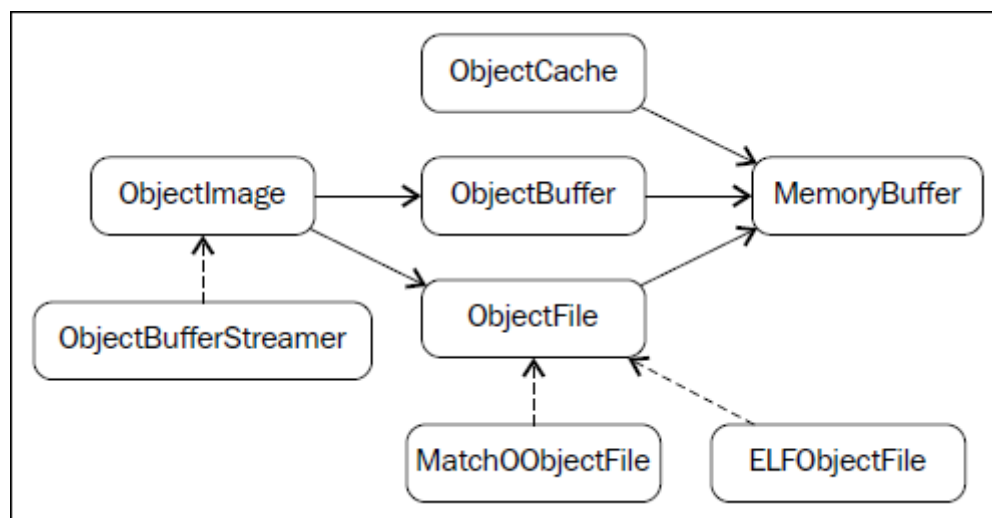 ObjectCache
ObjectImage
ObjectBuffer
MemoryBuffer
ObjectBufferStreamer
ObjectFile
MatchOObjectFile
ELFObjectFile